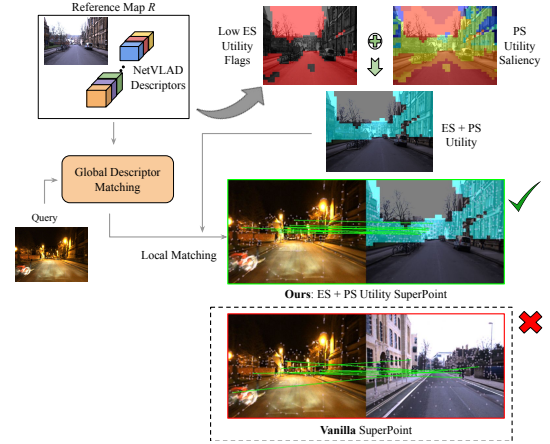 Reference Map R
NetVLAD
Descriptors
Low ES
Utility
Flags
PS
Utility
Saliency
ES + PS
Utility
Global Descriptor
Matching
Query
Local Matching
Ours: ES + PS Utility SuperPoint
Vanilla SuperPoint